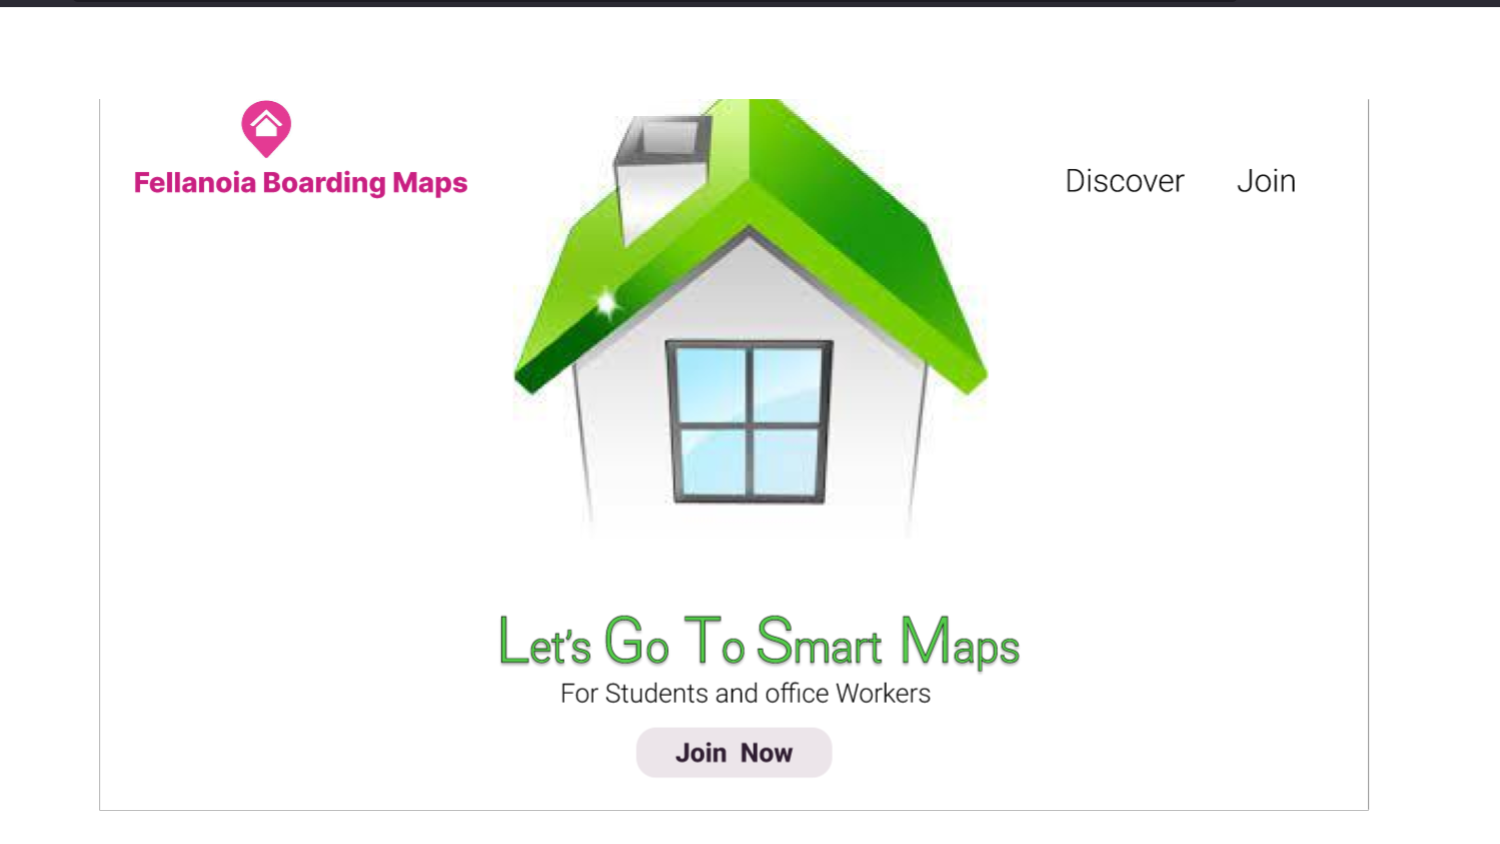 Fellanoia Boarding Maps
Discover Join
Let's Go To Smart Maps
For Students and office Workers
Join Now